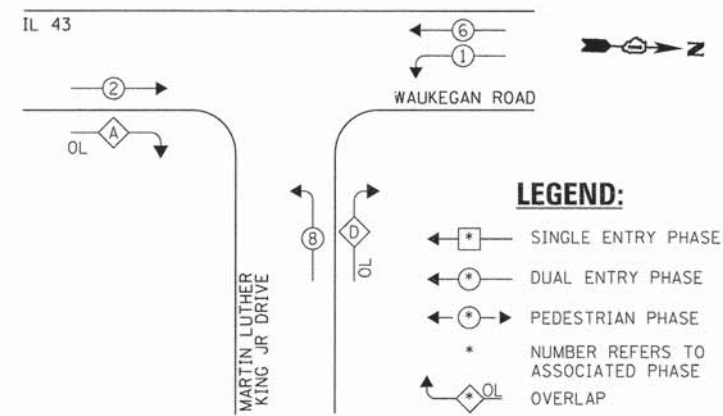 IL 43
6
1
2
WAUKEGAN ROAD
A
OL
N
8
D
OL
MARTIN LUTHER
KING JR DRIVE
LEGEND:
* SINGLE ENTRY PHASE
* DUAL ENTRY PHASE
* PEDESTRIAN PHASE
* NUMBER REFERS TO
ASSOCIATED PHASE
* OL OVERLAP